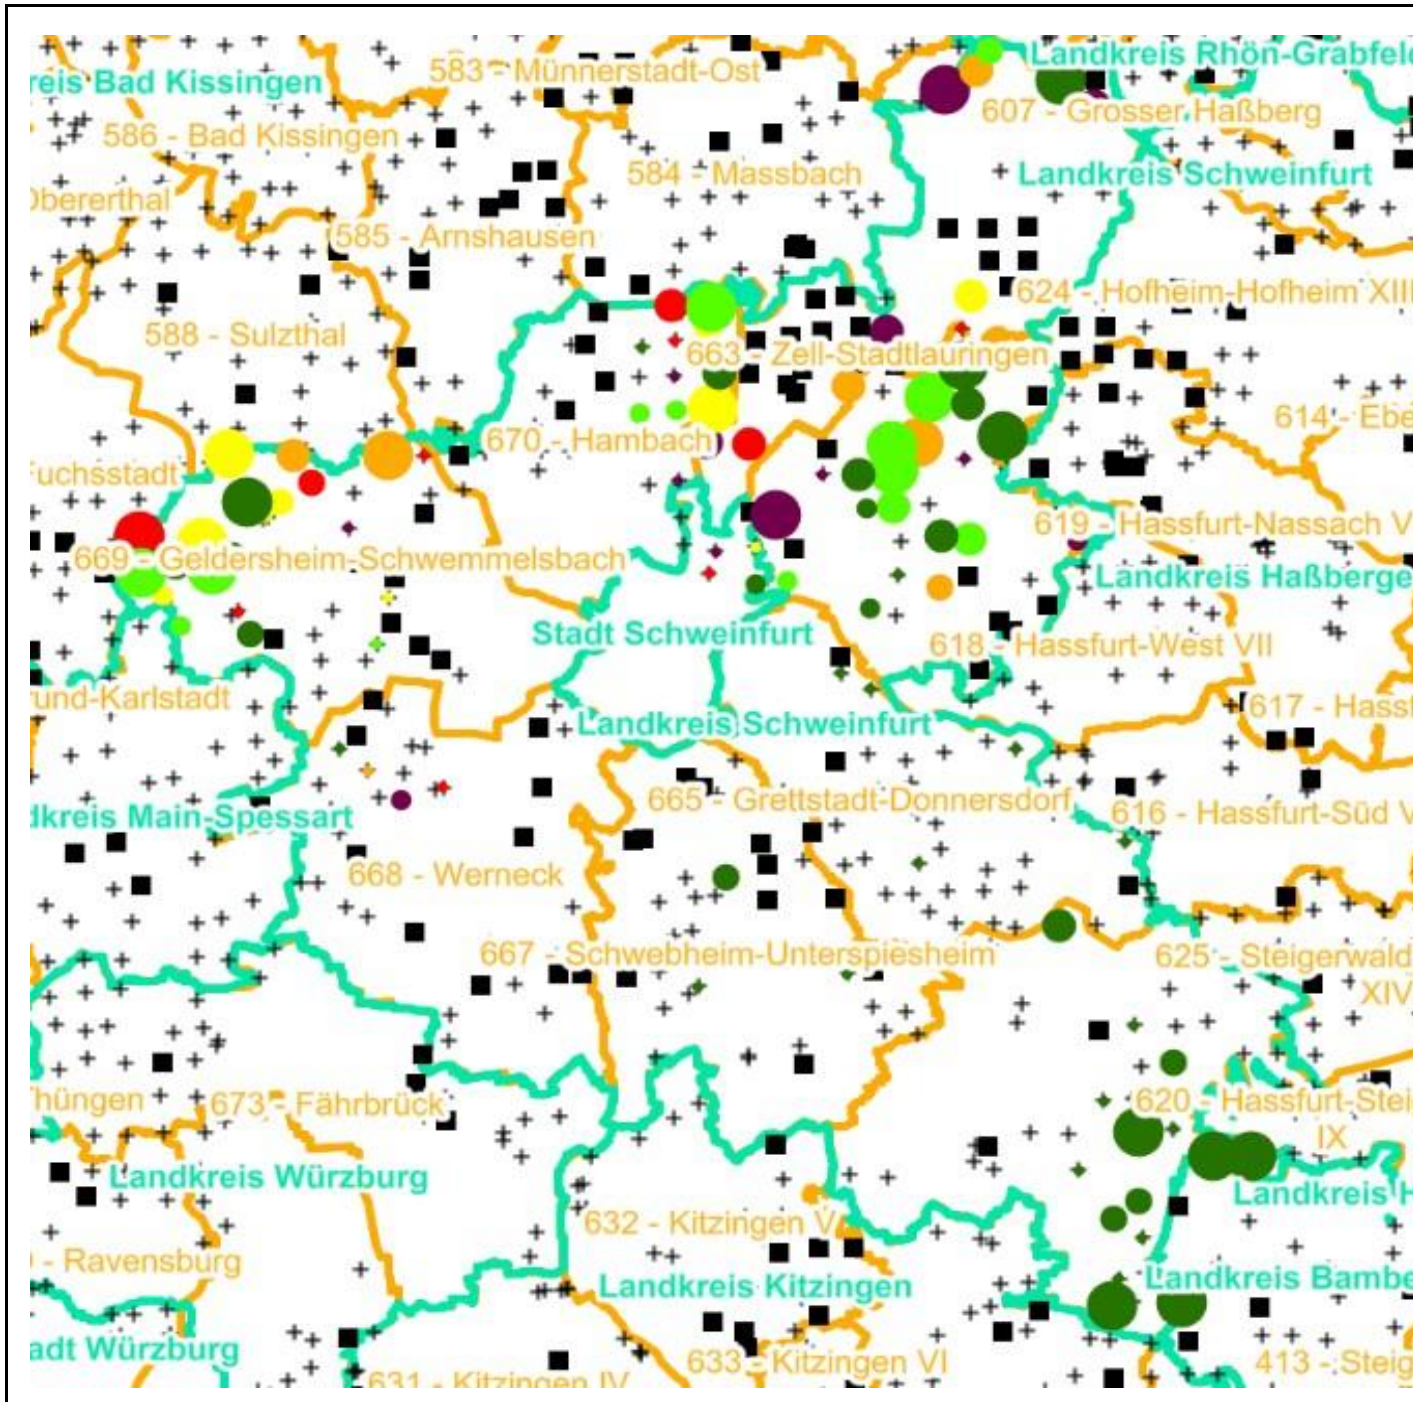 Landkreis Rhön-Grabfeld
583 - Münnerstadt-Ost
reis Bad Kissingen
607 - Grosser Haßberg
586 - Bad Kissingen
584 - Massbach
Landkreis Schweinfurt
Obererthal
585 - Arnshausen
624 - Hofheim-Hofheim XIII
588 - Sulzthal
663 - Zell-Stadtlauringen
614 - Ebe
670 - Hambach
uchsstadt
619 - Hassfurt-Nassach V
669 - Geldersheim-Schwemmelsbach
Landkreis Haßberge
Stadt Schweinfurt
618 - Hassfurt-West VII
und-Karlstadt
617 - Hassf
Landkreis Schweinfurt
665 - Grettstadt-Donnersdorf
616 - Hassfurt-Süd V
dkreis Main-Spessart
668 - Werneck
667 - Schwebheim-Unterspiesheim
625 - Steigerwald
XIV
hüngen
673 - Fährbrück
620 - Hassfurt-Stei
IX
Landkreis Würzburg
Landkreis H
632 - Kitzingen V
- Ravensburg
Landkreis Kitzingen
Landkreis Bambe
adt Würzburg
633 - Kitzingen VI
413 - Steig
631 - Kitzingen IV